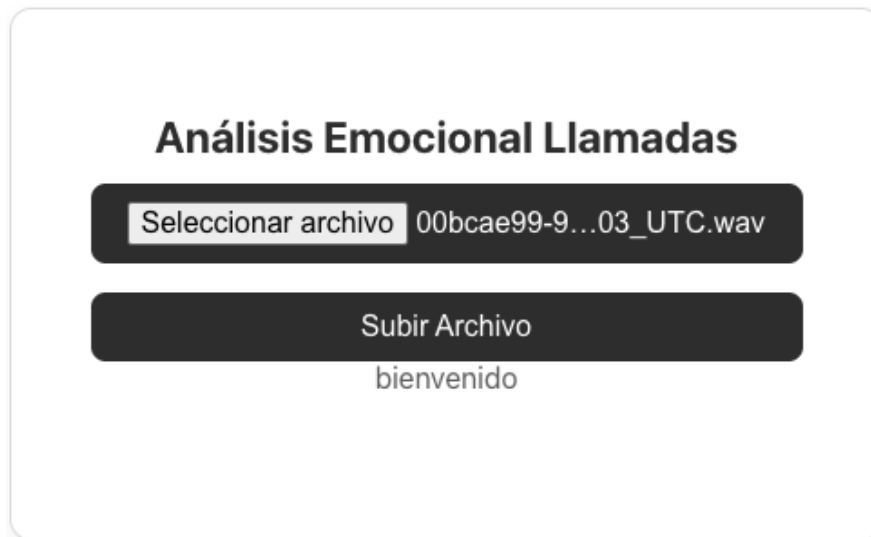 Análisis Emocional Llamadas
Seleccionar archivo 00bcae99-9...03_UTC.wav
Subir Archivo
bienvenido